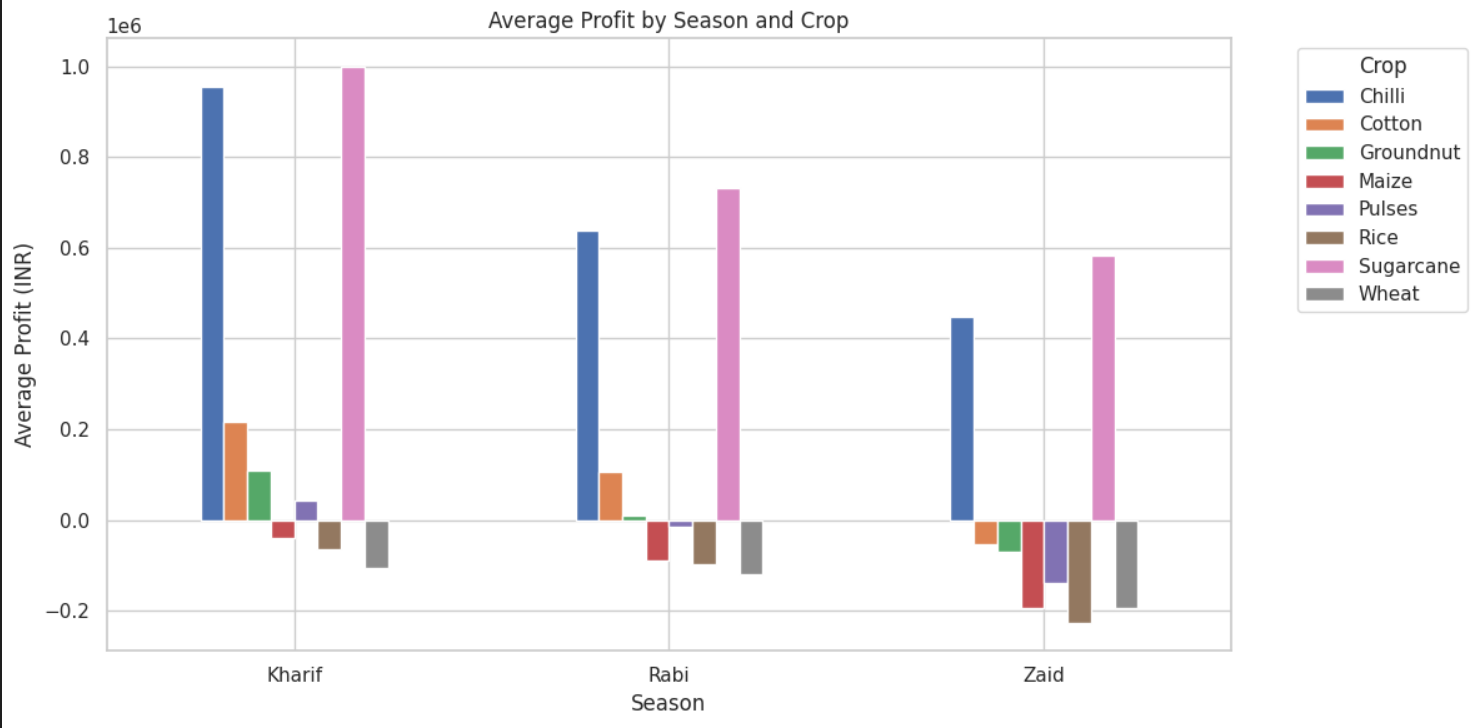 Average Profit by Season and Crop
1e6
1.0
0.8
0.6
0.4
0.2
0.0
−0.2
Average Profit (INR)
Kharif
Rabi
Zaid
Season
Crop
Chilli
Cotton
Groundnut
Maize
Pulses
Rice
Sugarcane
Wheat